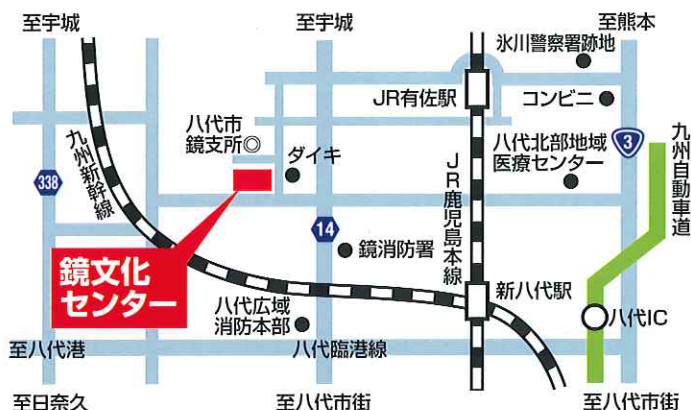 至宇城
至宇城
至熊本
氷川警察署跡地
JR有佐駅
コンビニ
八代市
鏡支所◎
ダイキ
八代北部地域
医療センター
3
九州自動車道
九州新幹線
338
JR鹿児島本線
14
鏡消防署
鏡文化
センター
新八代駅
八代広域
消防本部
八代IC
至八代港
八代臨港線
至日奈久
至八代市街
至八代市街